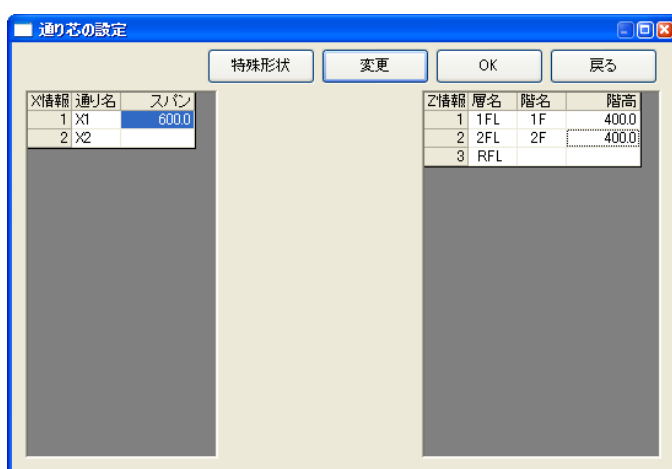 通り芯の設定
特殊形状 変更 OK 戻る
X情報 通り名 スパン
1 X1 600.0
2 X2
Z情報 層名 階名 階高
1 1FL 1F 400.0
2 2FL 2F 400.0
3 RFL